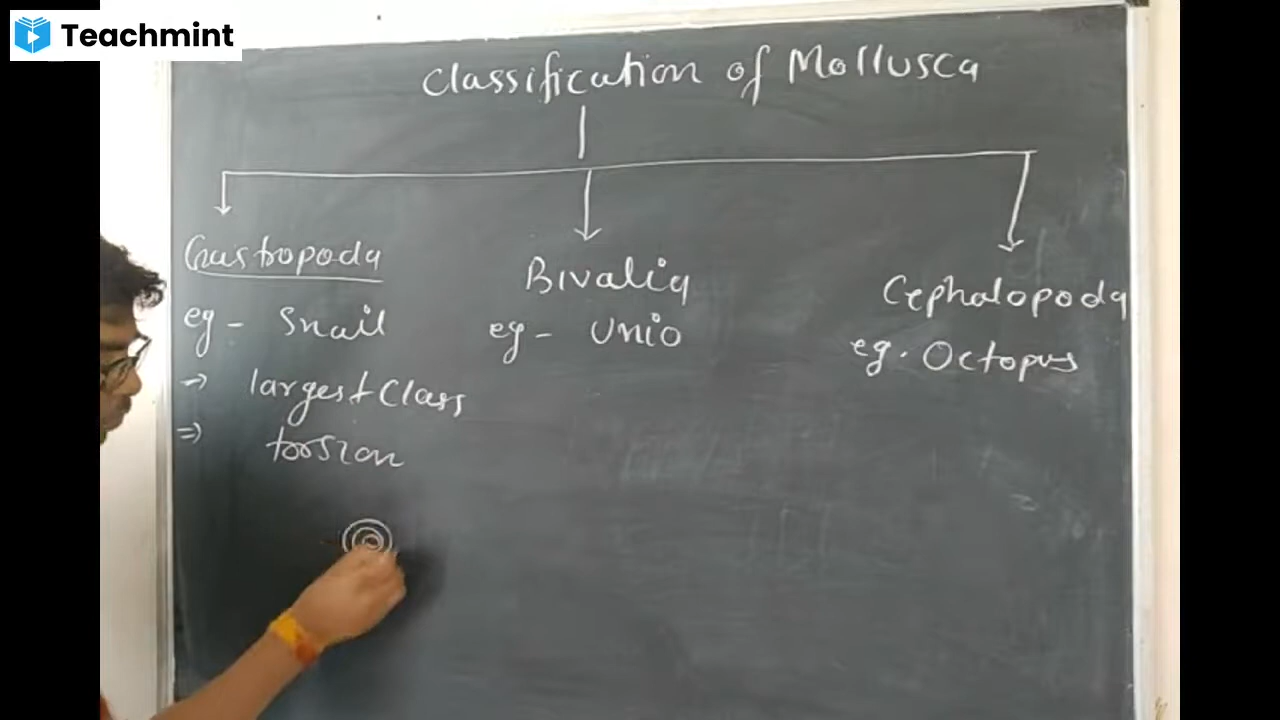 Teachmint
Classification of Mollusca
Gastropoda
eg - Snail
→ largest Class
⇒ torsion
Bivalia
eg - Unio
Cephalopoda
eg. Octopus